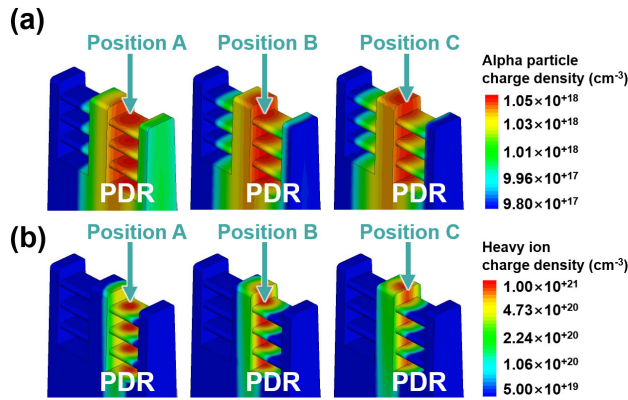 (a)
Position A Position B Position C
Alpha particle
charge density (cm-3)
1.05×10+18
1.03×10+18
1.01×10+18
9.96×10+17
9.80×10+17
PDR PDR PDR
(b)
Position A Position B Position C
Heavy ion
charge density (cm-3)
1.00×10+21
4.73×10+20
2.24×10+20
1.06×10+20
5.00×10+19
PDR PDR PDR